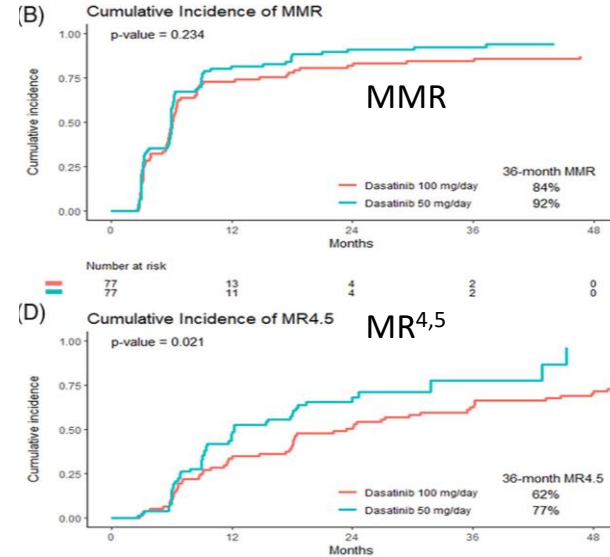 (B)
Cumulative Incidence of MMR
p-value = 0.234
MMR
Cumulative incidence
1.00
0.75
0.50
0.25
0.00
36-month MMR
Dasatinib 100 mg/day 84%
Dasatinib 50 mg/day 92%
0 12 24 36 48
Months
Number at risk
77 13 4 2 0
77 11 4 2 0
(D)
Cumulative Incidence of MR4.5
MR4,5
p-value = 0.021
Cumulative incidence
1.00
0.75
0.50
0.25
0.00
36-month MR4.5
Dasatinib 100 mg/day 62%
Dasatinib 50 mg/day 77%
0 12 24 36 48
Months